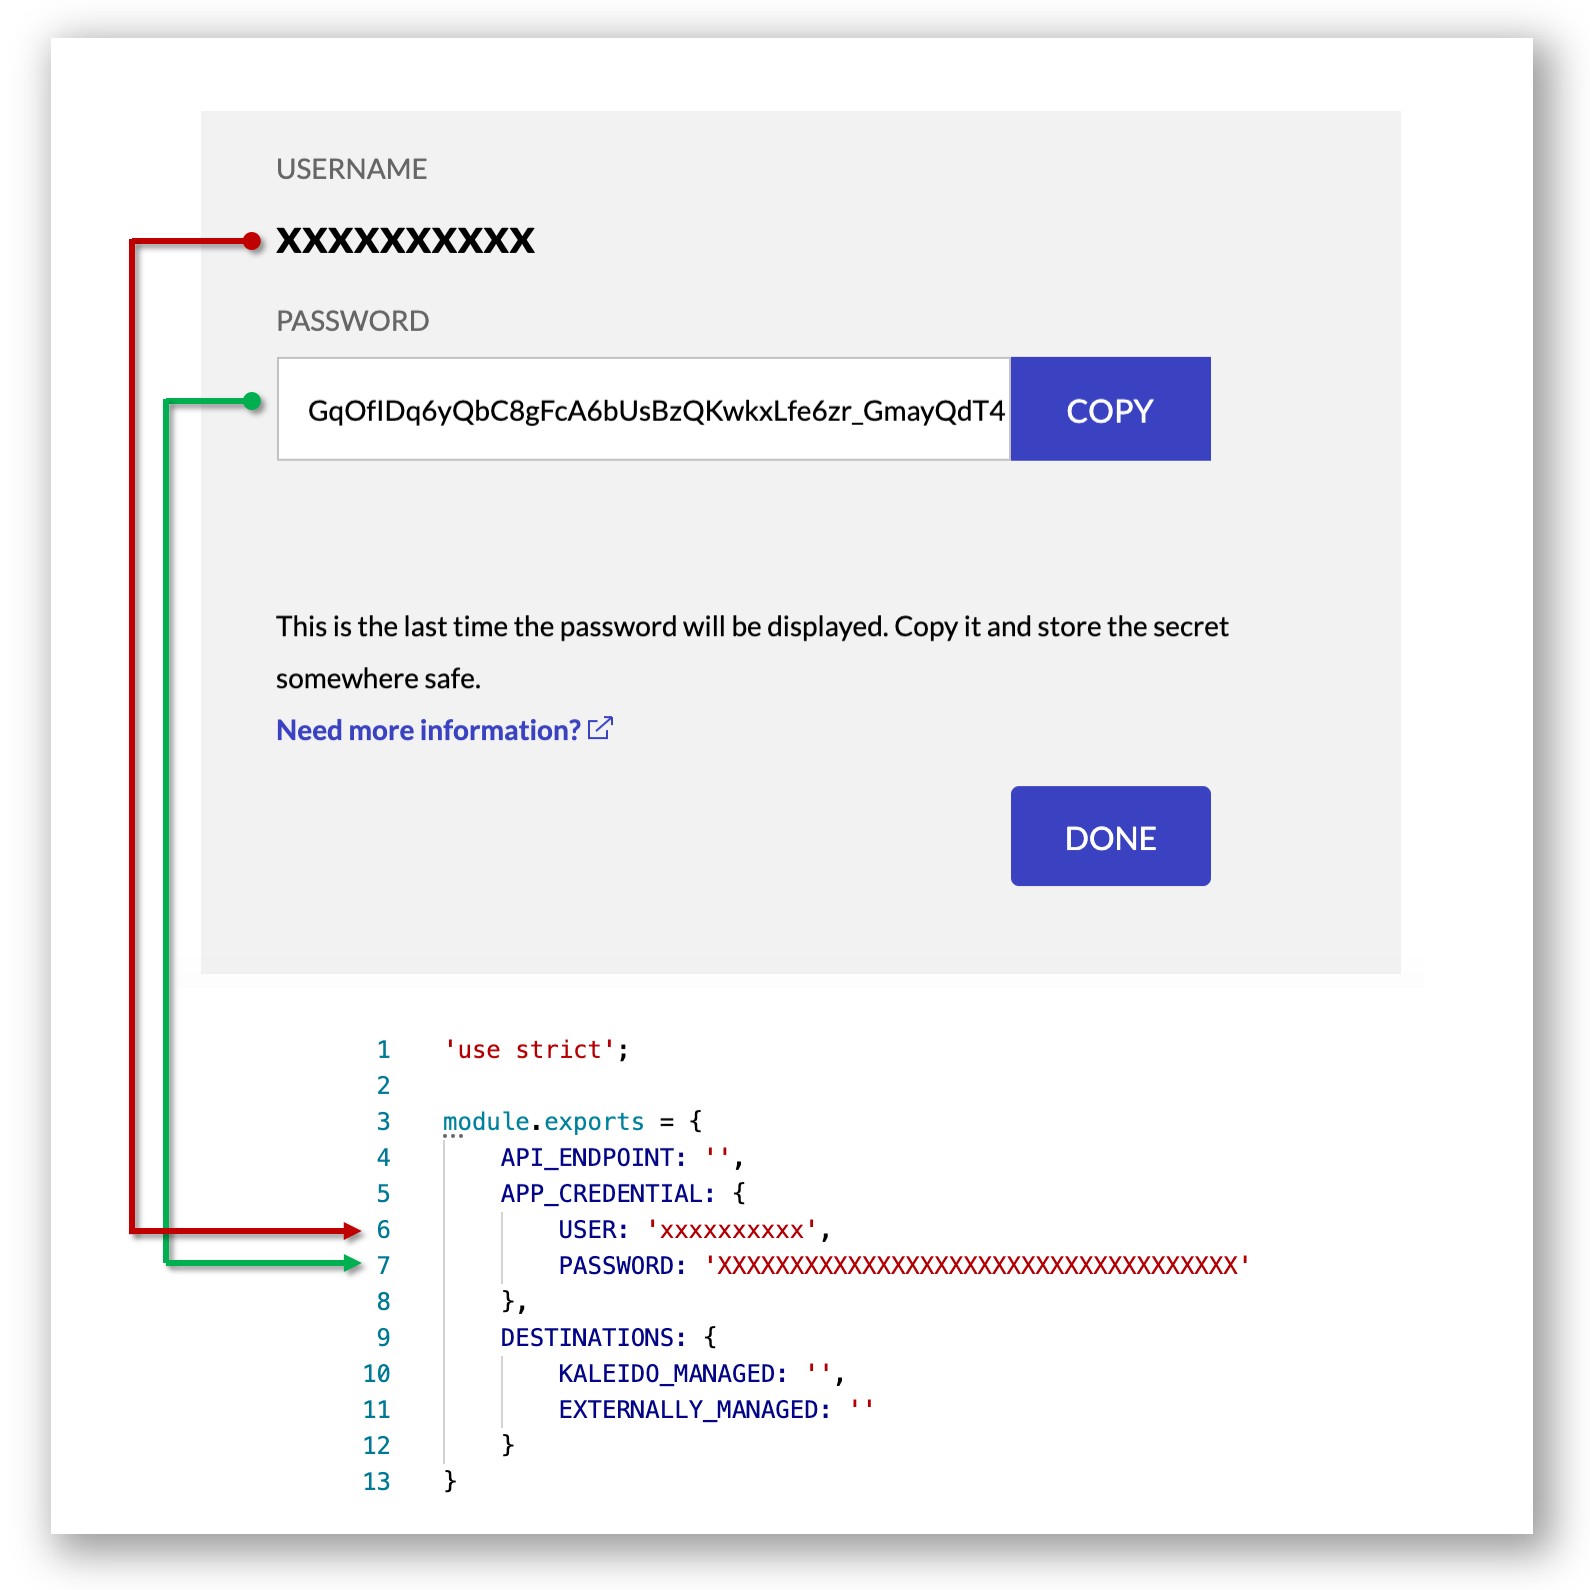 USERNAME
xxxxxxxxxx
PASSWORD
GqOfIDq6yQbC8gFcA6bUsBzQKwkxLfe6zr_GmayQdT4
COPY
This is the last time the password will be displayed. Copy it and store the secret
somewhere safe.
Need more information?
DONE
1 'use strict';
2
3 module.exports = {
4 API_ENDPOINT: '',
5 APP_CREDENTIAL: {
6 USER: 'xxxxxxxxxx',
7 PASSWORD: 'XXXXXXXXXXXXXXXXXXXXXXXXXXXXXXXXXXXX'
8 },
9 DESTINATIONS: {
10 KALEIDO_MANAGED: '',
11 EXTERNALLY_MANAGED: ''
12 }
13 }